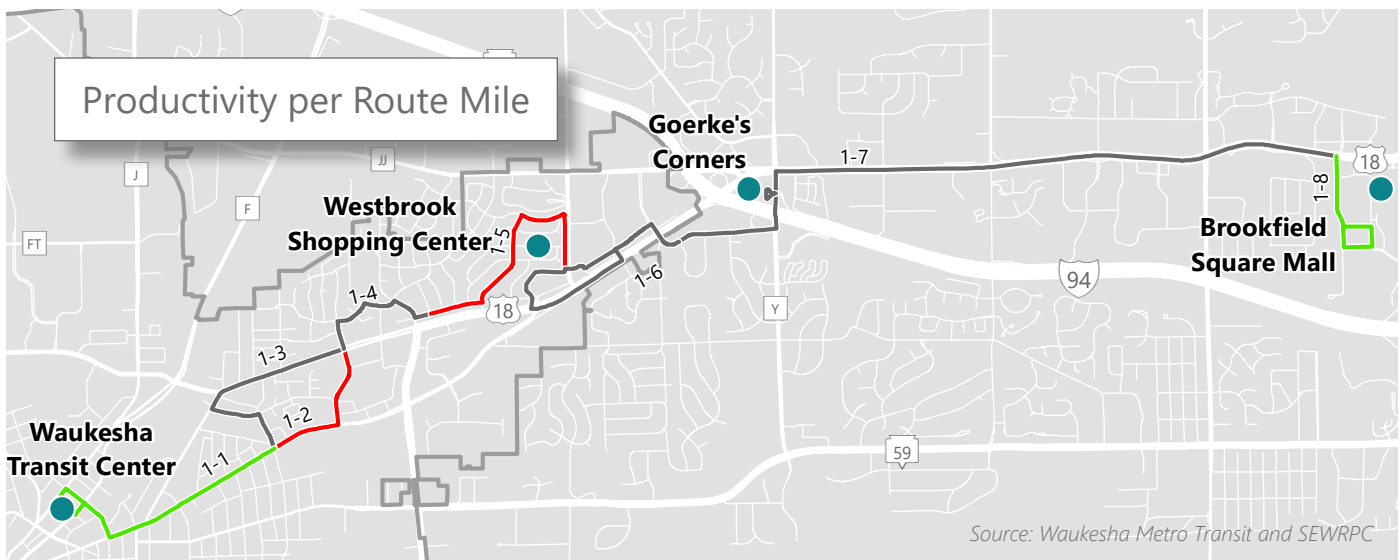 Productivity per Route Mile
J
JJ
F
FT
Goerke's
Corners
1-7
18
1-8
Westbrook
Shopping Center
1-5
Brookfield
Square Mall
1-6
94
1-4
18
Y
1-3
1-2
Waukesha
Transit Center
1-1
59
Source: Waukesha Metro Transit and SEWRPC